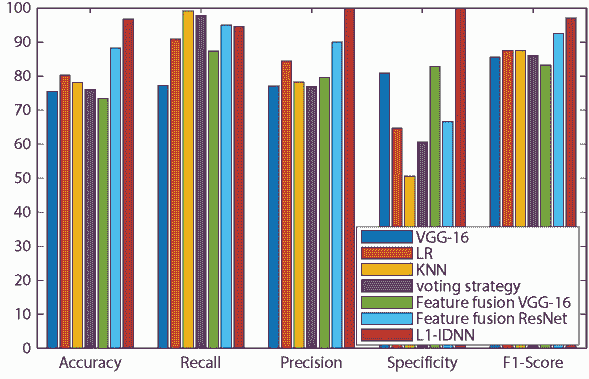 100
90
80
70
60
50
40
30
20
10
0
VGG-16
LR
KNN
voting strategy
Feature fusion VGG-16
Feature fusion ResNet
L1-IDNN
Accuracy Recall Precision Specificity F1-Score